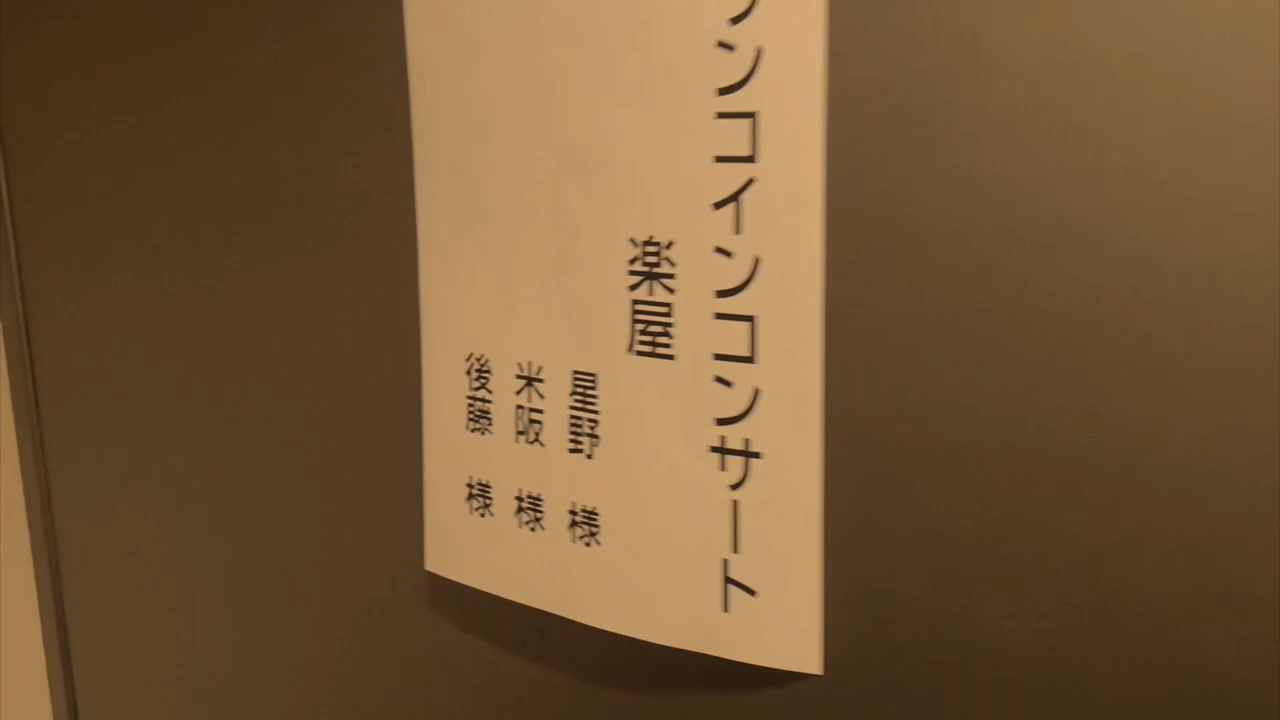 ンコインコンサート
楽屋
星野 様
米阪 様
後藤 様